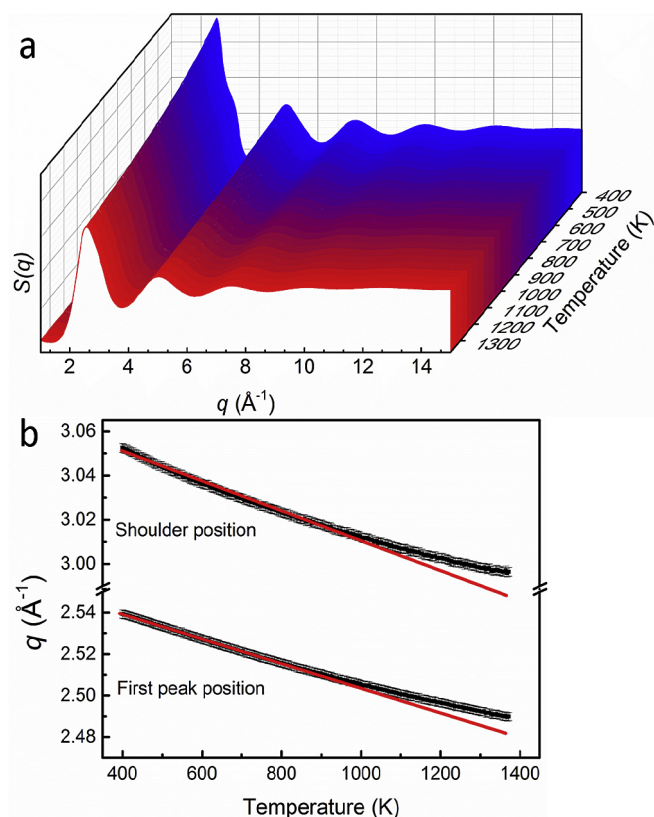 a
S(q)
2 4 6 8 10 12 14
q (Å⁻¹)
400
500
600
700
800
900
1000
1100
1200
1300
Temperature (K)
b
3.06
3.04
3.02
3.00
2.54
2.52
2.50
2.48
q (Å⁻¹)
Shoulder position
First peak position
400 600 800 1000 1200 1400
Temperature (K)